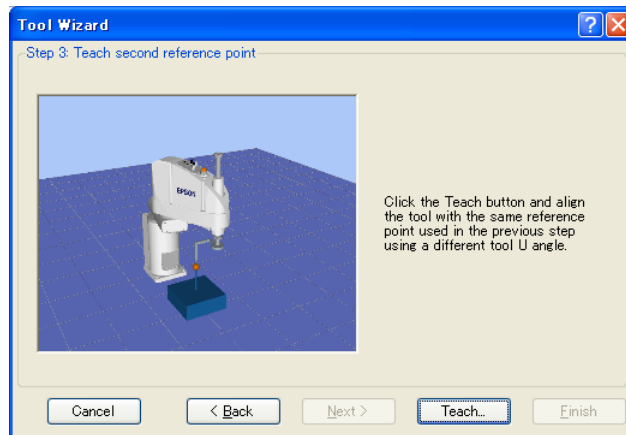 Tool Wizard
Step 3: Teach second reference point
EPSON
Click the Teach button and align
the tool with the same reference
point used in the previous step
using a different tool U angle.
Cancel
< Back
Next >
Teach...
Finish